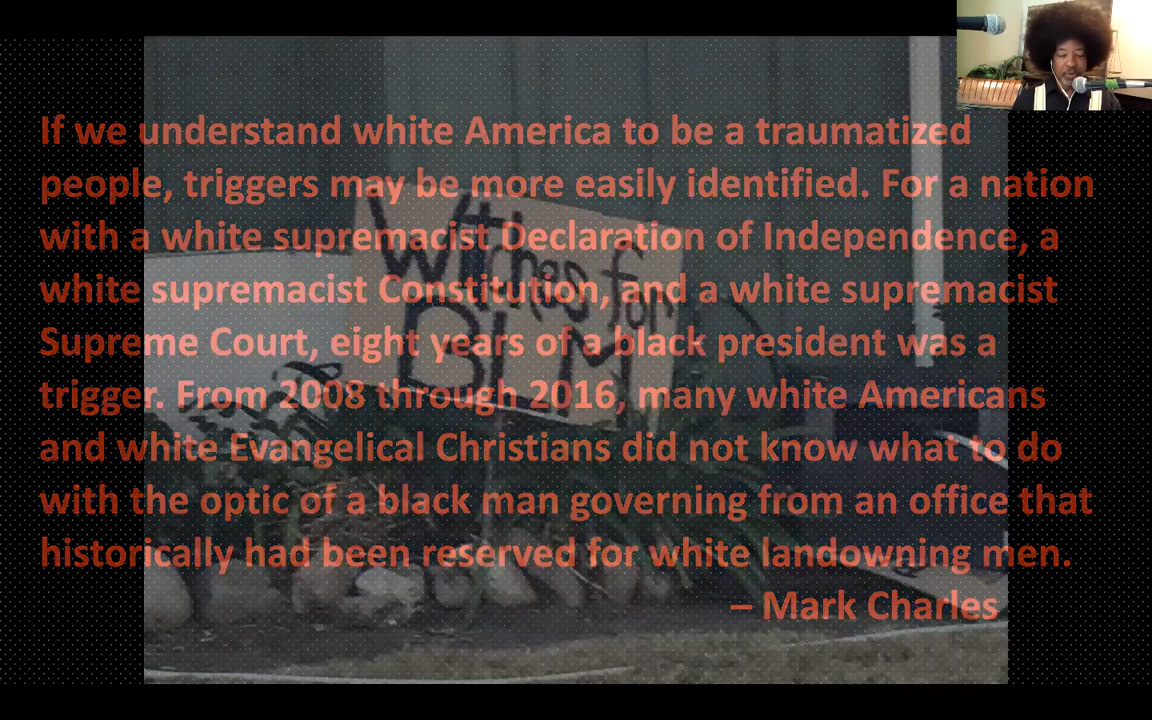 If we understand white America to be a traumatized
people, triggers may be more easily identified. For a nation
with a white supremacist Declaration of Independence, a
white supremacist Constitution, and a white supremacist
Supreme Court, eight years of a black president was a
trigger. From 2008 through 2016, many white Americans
and white Evangelical Christians did not know what to do
with the optic of a black man governing from an office that
historically had been reserved for white landowning men.
– Mark Charles
Witches for
BLM